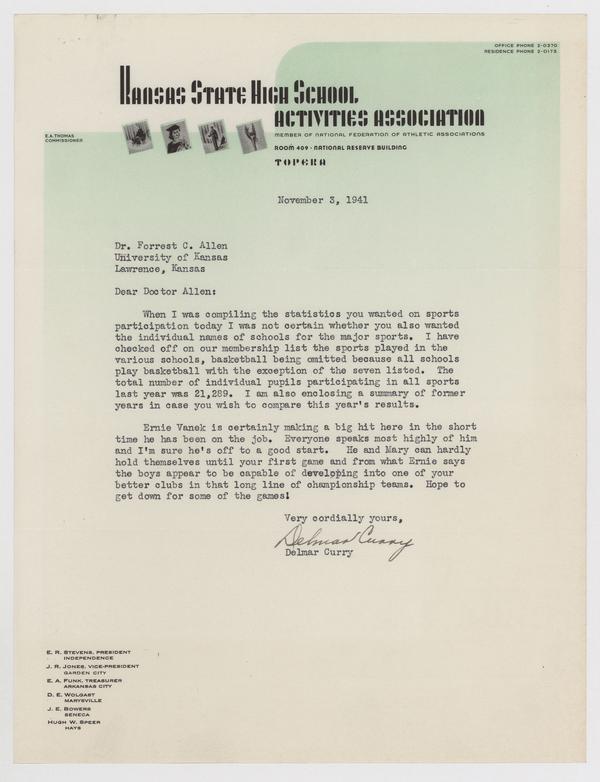 OFFICE PHONE 2-0370
RESIDENCE PHONE 2-0173
KANSAS STATE HIGH SCHOOL
ACTIVITIES ASSOCIATION
MEMBER OF NATIONAL FEDERATION OF ATHLETIC ASSOCIATIONS
E.A. THOMAS
COMMISSIONER
ROOM 409 · NATIONAL RESERVE BUILDING
TOPEKA
November 3, 1941
Dr. Forrest C. Allen
University of Kansas
Lawrence, Kansas
Dear Doctor Allen:
When I was compiling the statistics you wanted on sports
participation today I was not certain whether you also wanted
the individual names of schools for the major sports. I have
checked off on our membership list the sports played in the
various schools, basketball being omitted because all schools
play basketball with the exception of the seven listed. The
total number of individual pupils participating in all sports
last year was 21,289. I am also enclosing a summary of former
years in case you wish to compare this year's results.
Ernie Vanek is certainly making a big hit here in the short
time he has been on the job. Everyone speaks most highly of him
and I'm sure he's off to a good start. He and Mary can hardly
hold themselves until your first game and from what Ernie says
the boys appear to be capable of developing into one of your
better clubs in that long line of championship teams. Hope to
get down for some of the games!
Very cordially yours,
Delmar Curry
Delmar Curry
E. R. STEVENS, PRESIDENT
INDEPENDENCE
J. R. JONES, VICE-PRESIDENT
GARDEN CITY
E. A. FUNK, TREASURER
ARKANSAS CITY
D. E. WOLGAST
MARYSVILLE
J. E. BOWERS
SENECA
HUGH W. SPEER
HAYS